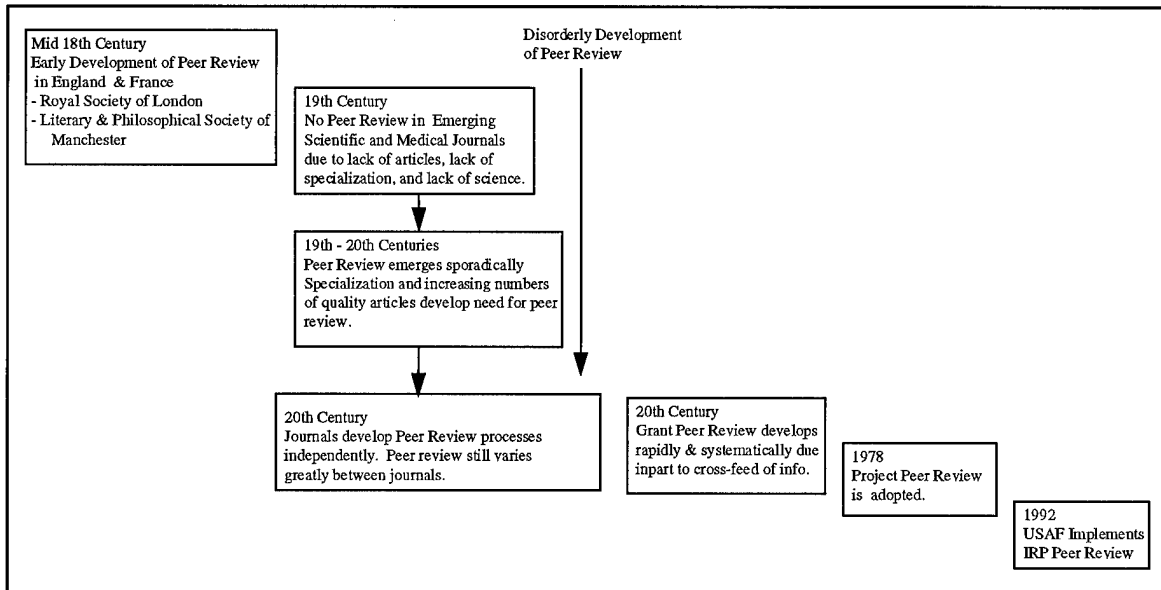 Mid 18th Century
Early Development of Peer Review
in England & France
- Royal Society of London
- Literary & Philosophical Society of
Manchester
Disorderly Development
of Peer Review
19th Century
No Peer Review in Emerging
Scientific and Medical Journals
due to lack of articles, lack of
specialization, and lack of science.
19th - 20th Centuries
Peer Review emerges sporadically
Specialization and increasing numbers
of quality articles develop need for peer
review.
20th Century
Journals develop Peer Review processes
independently. Peer review still varies
greatly between journals.
20th Century
Grant Peer Review develops
rapidly & systematically due
inpart to cross-feed of info.
1978
Project Peer Review
is adopted.
1992
USAF Implements
IRP Peer Review